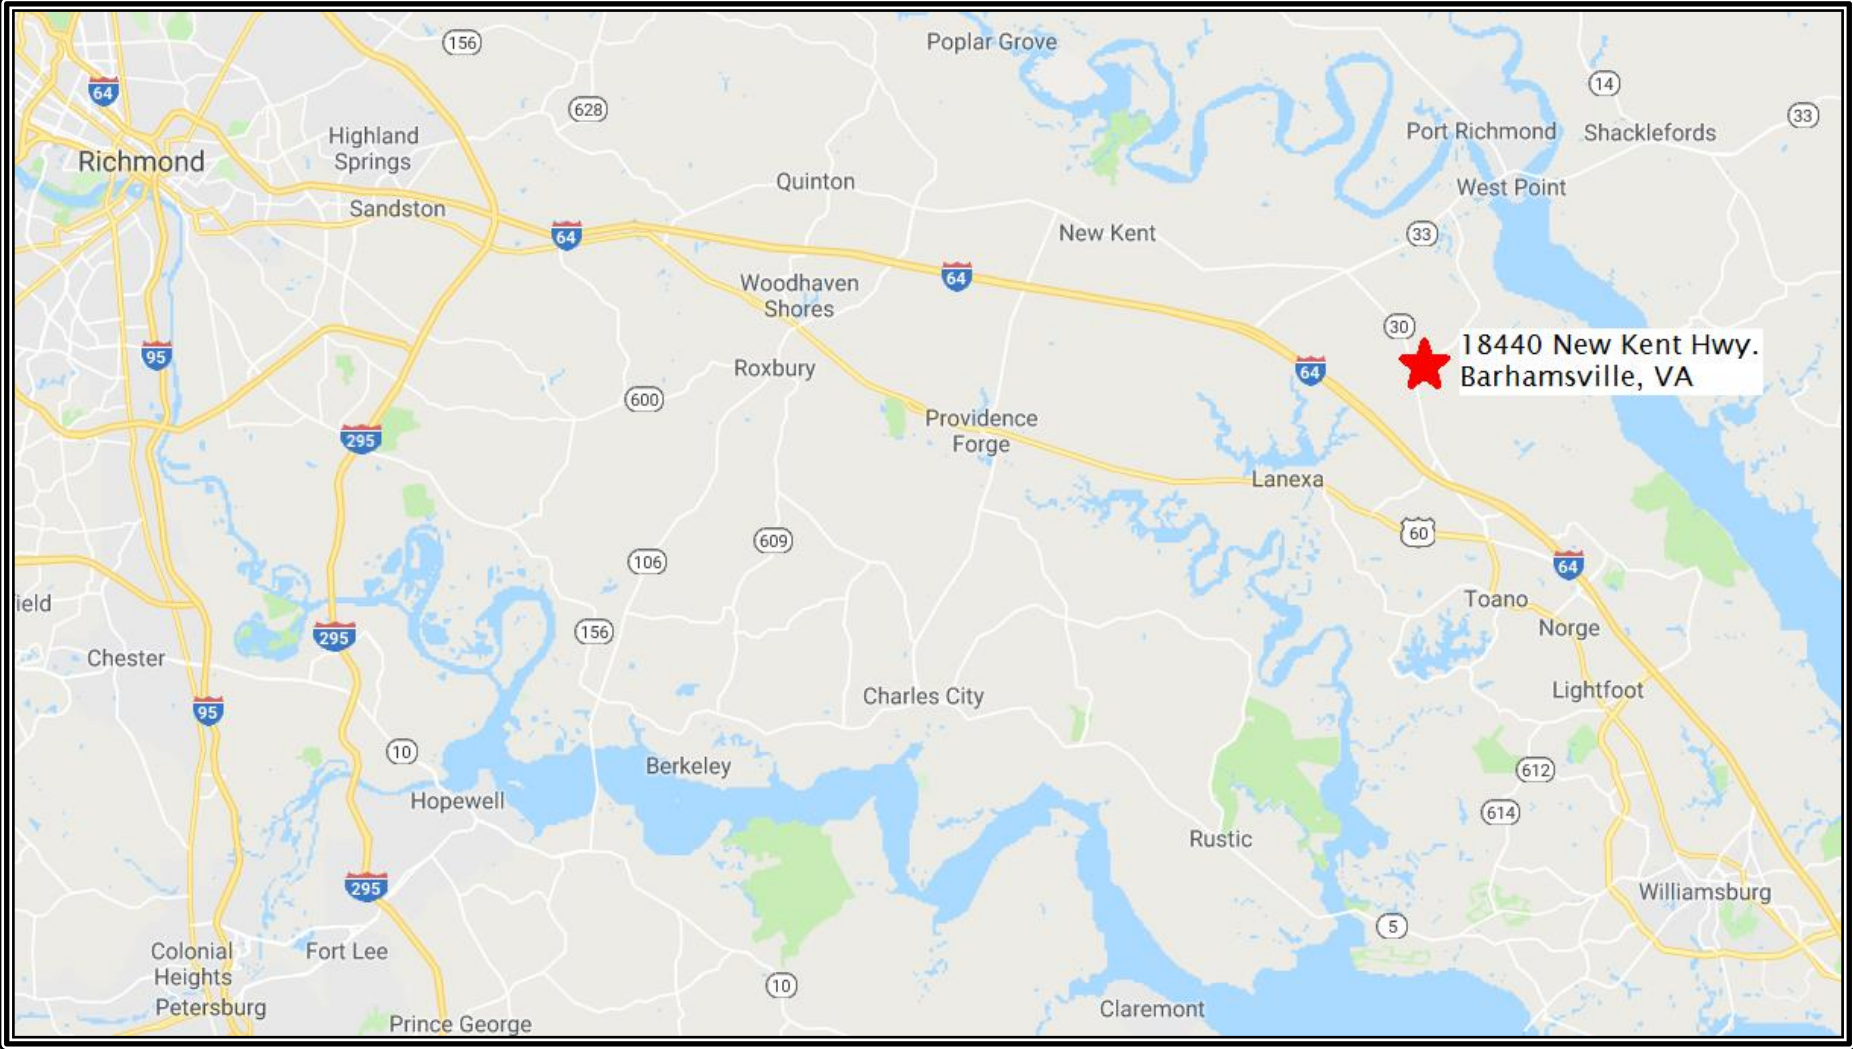 156
Poplar Grove
64
628
14
33
Highland
Springs
Port Richmond
Shacklefords
Richmond
Quinton
West Point
Sandston
64
New Kent
33
64
Woodhaven
Shores
30
18440 New Kent Hwy.
Barhamsville, VA
95
Roxbury
64
600
Providence
Forge
295
Lanexa
60
609
106
64
ield
Toano
295
156
Norge
Chester
Charles City
Lightfoot
95
10
Berkeley
612
Hopewell
614
Rustic
295
Williamsburg
5
Colonial
Heights
Fort Lee
10
Petersburg
Claremont
Prince George